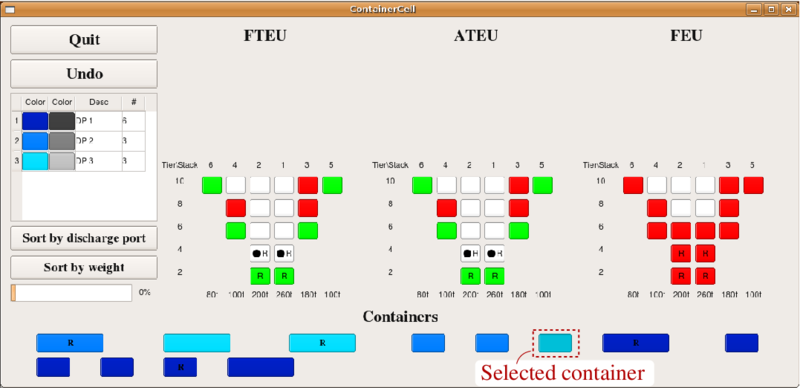 ContainerCell
Quit
Undo
Color Color Desc #
1 DP 1 6
2 DP 2 3
3 DP 3 3
Sort by discharge port
Sort by weight
0%
FTEU
Tier\Stack 6 4 2 1 3 5
10
8
6
4 R R
2 R R
80t 100t 200t 260t 180t 100t
ATEU
Tier\Stack 6 4 2 1 3 5
10
8
6
4 R R
2 R R
80t 100t 200t 260t 180t 100t
FEU
Tier\Stack 6 4 2 1 3 5
10
8
6
4 R R
2 R R
80t 100t 200t 260t 180t 100t
Containers
R R R
R
Selected container